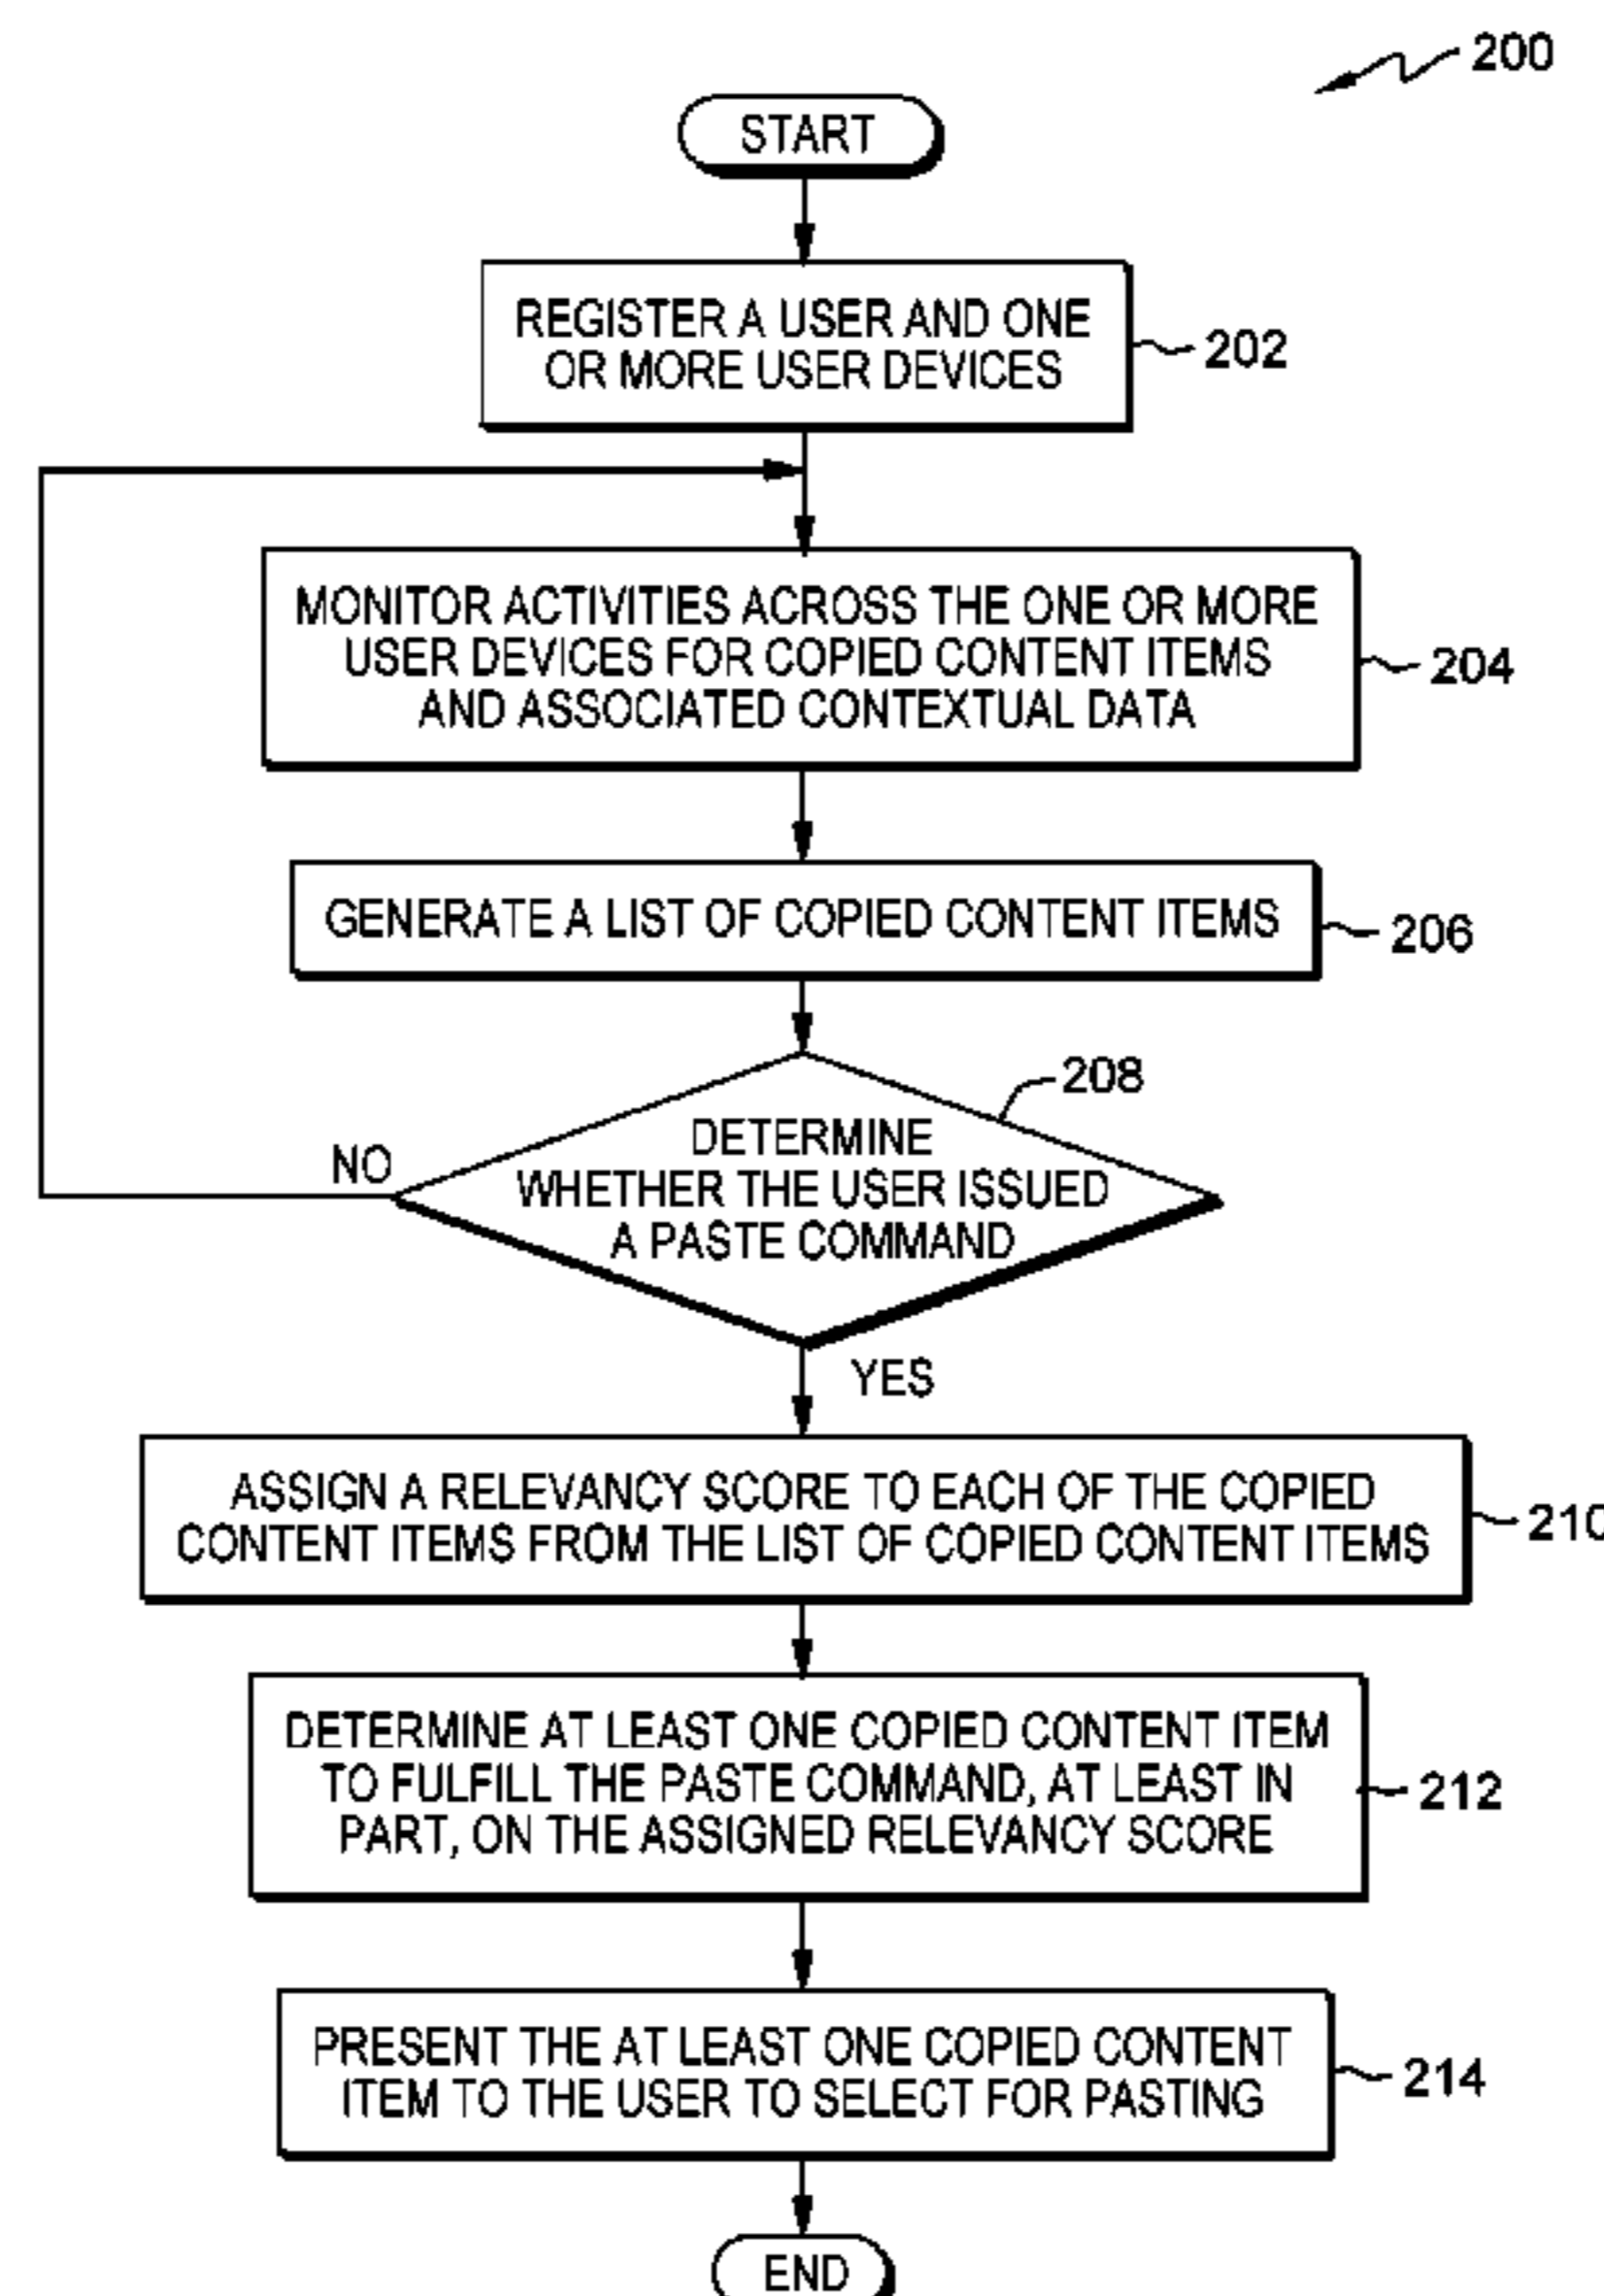 200
START
REGISTER A USER AND ONE
OR MORE USER DEVICES
202
MONITOR ACTIVITIES ACROSS THE ONE OR MORE
USER DEVICES FOR COPIED CONTENT ITEMS
AND ASSOCIATED CONTEXTUAL DATA
204
GENERATE A LIST OF COPIED CONTENT ITEMS
206
208
DETERMINE
WHETHER THE USER ISSUED
A PASTE COMMAND
NO
YES
ASSIGN A RELEVANCY SCORE TO EACH OF THE COPIED
CONTENT ITEMS FROM THE LIST OF COPIED CONTENT ITEMS
210
DETERMINE AT LEAST ONE COPIED CONTENT ITEM
TO FULFILL THE PASTE COMMAND, AT LEAST IN
PART, ON THE ASSIGNED RELEVANCY SCORE
212
PRESENT THE AT LEAST ONE COPIED CONTENT
ITEM TO THE USER TO SELECT FOR PASTING
214
END